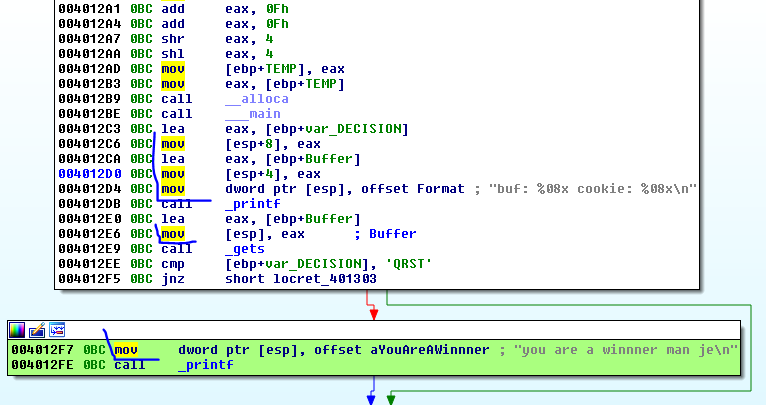 004012A1 0BC add eax, 0Fh
004012A4 0BC add eax, 0Fh
004012A7 0BC shr eax, 4
004012AA 0BC shl eax, 4
004012AD 0BC mov [ebp+TEMP], eax
004012B3 0BC mov eax, [ebp+TEMP]
004012B9 0BC call __alloca
004012BE 0BC call ___main
004012C3 0BC lea eax, [ebp+var_DECISION]
004012C6 0BC mov [esp+8], eax
004012CA 0BC lea eax, [ebp+Buffer]
004012D0 0BC mov [esp+4], eax
004012D4 0BC mov dword ptr [esp], offset Format ; "buf: %08x cookie: %08x\n"
004012DB 0BC call _printf
004012E0 0BC lea eax, [ebp+Buffer]
004012E6 0BC mov [esp], eax ; Buffer
004012E9 0BC call _gets
004012EE 0BC cmp [ebp+var_DECISION], 'QRST'
004012F5 0BC jnz short locret_401303
004012F7 0BC mov dword ptr [esp], offset aYouAreAWinnner ; "you are a winnner man je\n"
004012FE 0BC call _printf